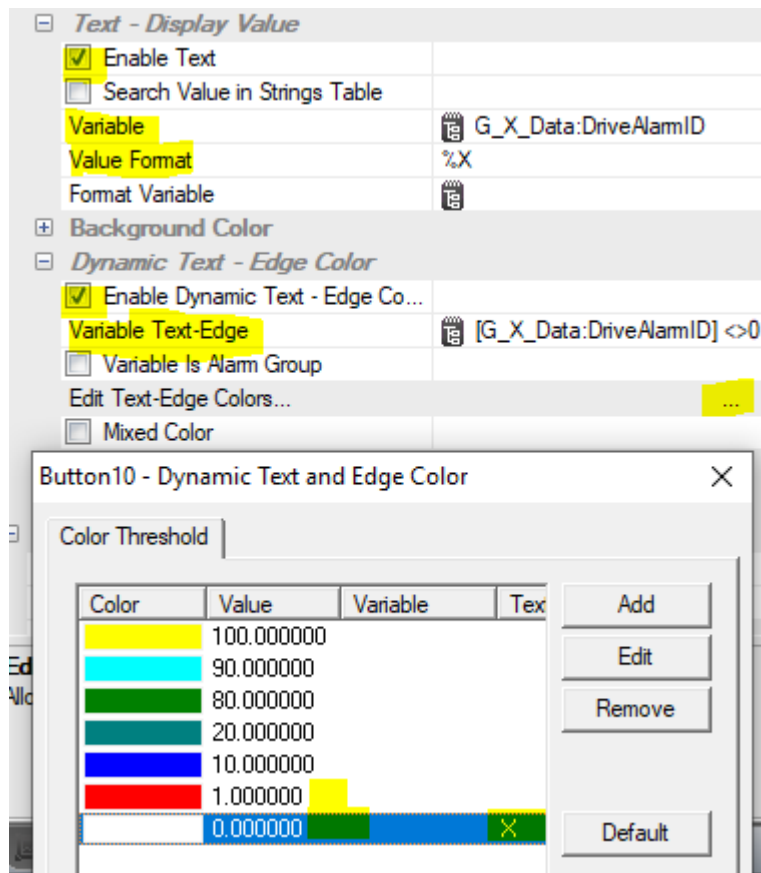 Text - Display Value
Enable Text
Search Value in Strings Table
Variable G_X_Data:DriveAlarmID
Value Format %X
Format Variable
Background Color
Dynamic Text - Edge Color
Enable Dynamic Text - Edge Co...
Variable Text-Edge [G_X_Data:DriveAlarmID] <>0
Variable Is Alarm Group
Edit Text-Edge Colors... ...
Mixed Color
Button10 - Dynamic Text and Edge Color
Color Threshold
Color Value Variable Tex
100.000000
90.000000
80.000000
20.000000
10.000000
1.000000
0.000000 X
Add
Edit
Remove
Default
Ed
Allo